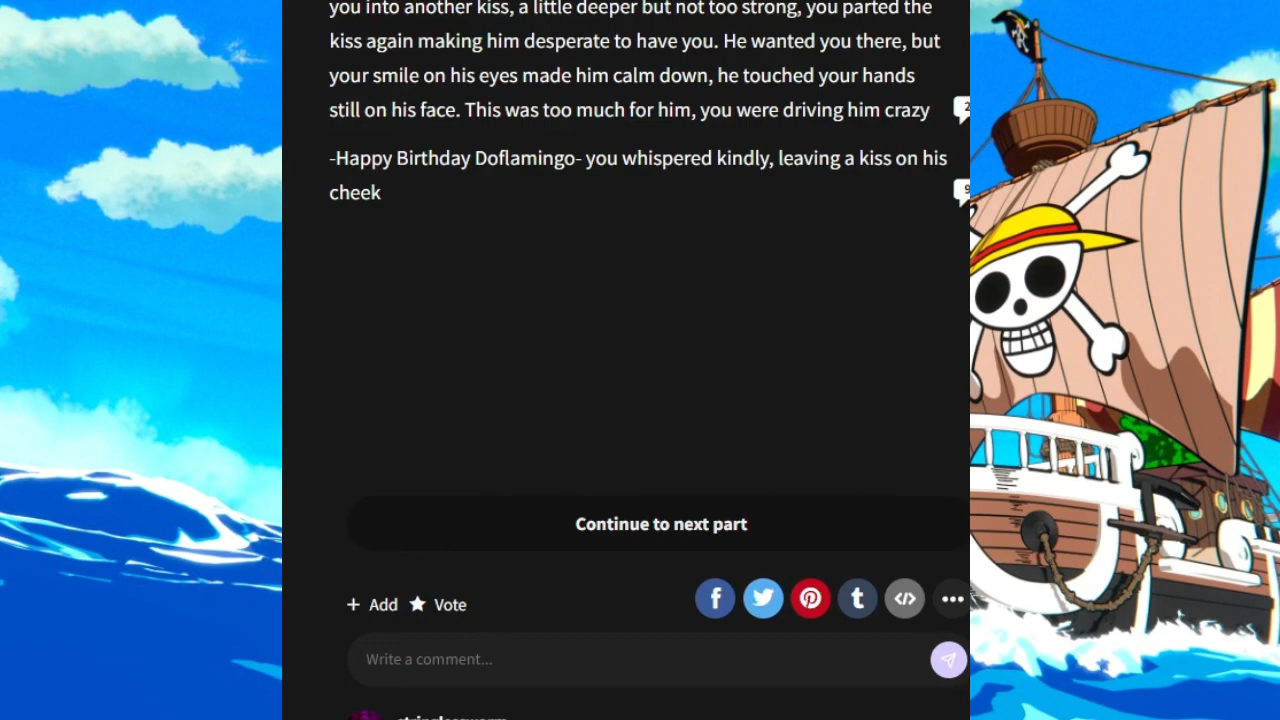 you into another kiss, a little deeper but not too strong, you parted the
kiss again making him desperate to have you. He wanted you there, but
your smile on his eyes made him calm down, he touched your hands
still on his face. This was too much for him, you were driving him crazy
2
-Happy Birthday Doflamingo- you whispered kindly, leaving a kiss on his
cheek
9
Continue to next part
+ Add ★ Vote
Write a comment...